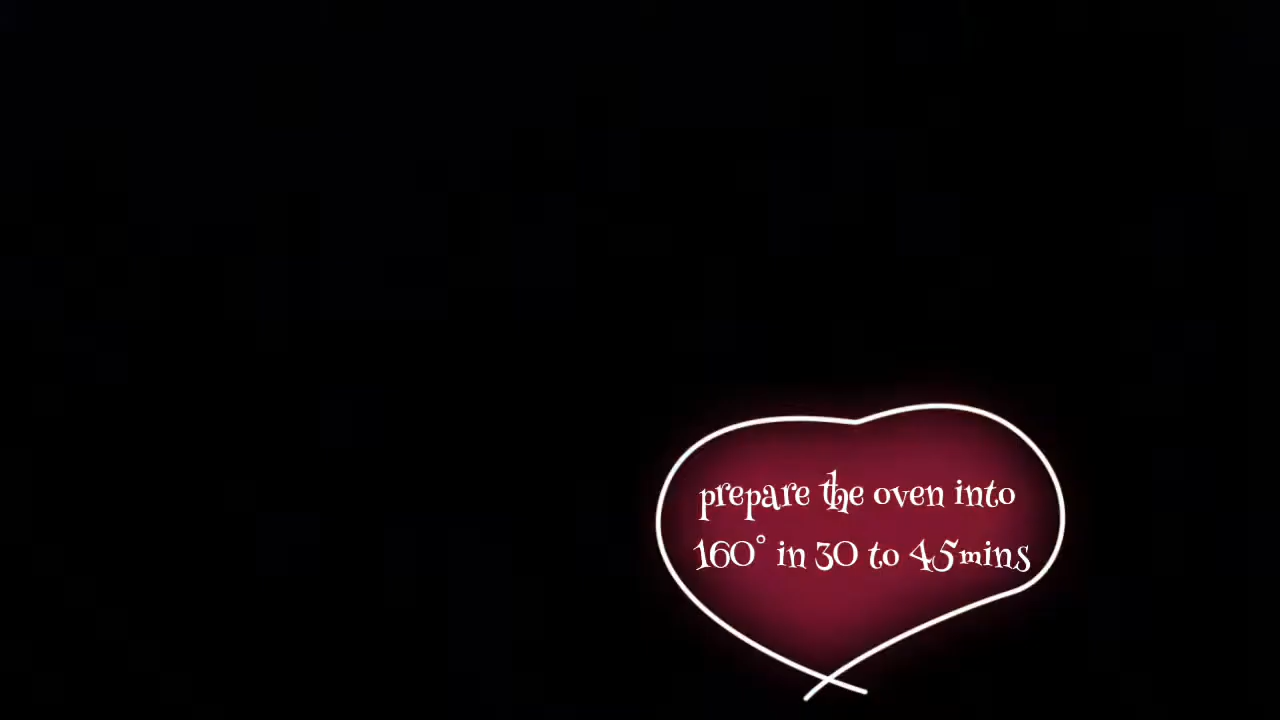 prepare the oven into
160° in 30 to 45mins